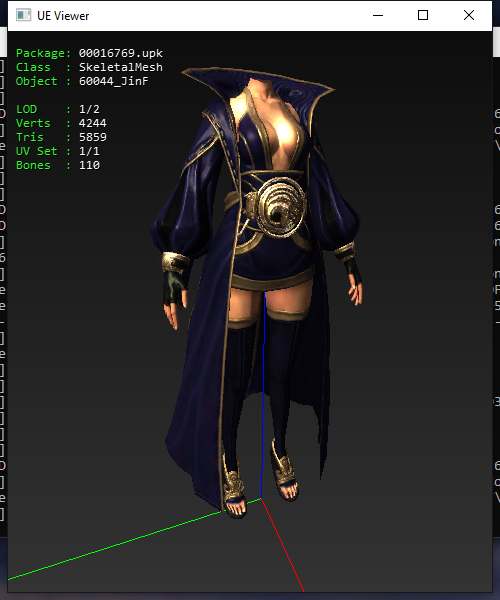 UE Viewer
Package: 00016769.upk
Class : SkeletalMesh
Object : 60044_JinF
LOD : 1/2
Verts : 4244
Tris : 5859
UV Set : 1/1
Bones : 110